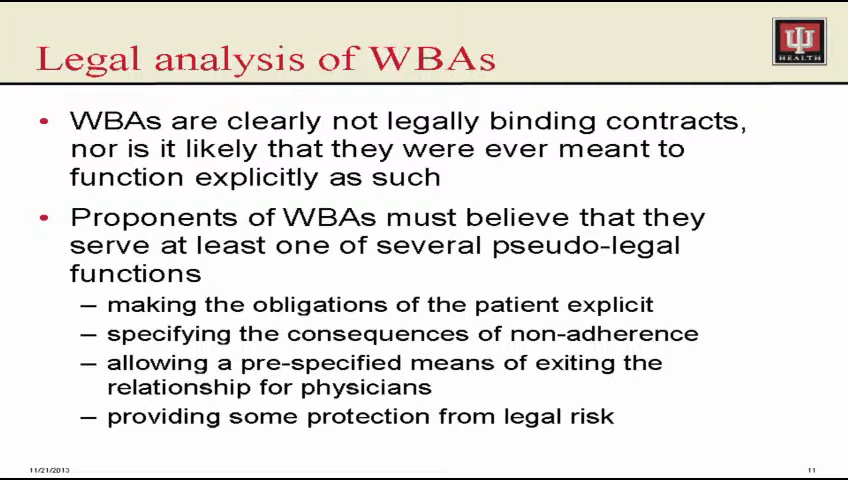 Legal analysis of WBAs
HEALTH
• WBAs are clearly not legally binding contracts,
nor is it likely that they were ever meant to
function explicitly as such
• Proponents of WBAs must believe that they
serve at least one of several pseudo-legal
functions
– making the obligations of the patient explicit
– specifying the consequences of non-adherence
– allowing a pre-specified means of exiting the
relationship for physicians
– providing some protection from legal risk
11/21/2013
11